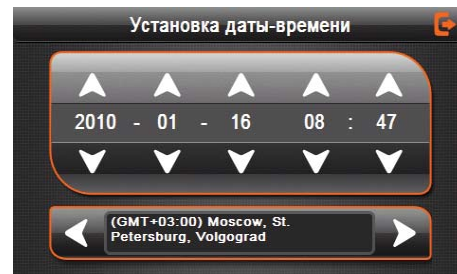 Установка даты-времени
2010 - 01 - 16 08 : 47
(GMT+03:00) Moscow, St.
Petersburg, Volgograd